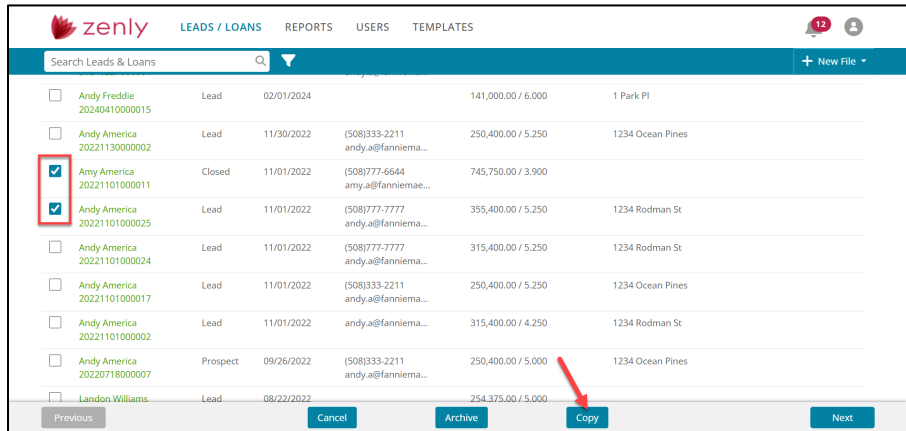 zenly LEADS / LOANS REPORTS USERS TEMPLATES 12
Search Leads & Loans + New File
Andy Freddie Lead 02/01/2024 141,000.00 / 6.000 1 Park Pl
20240410000015
Andy America Lead 11/30/2022 (508)333-2211 250,400.00 / 5.250 1234 Ocean Pines
20221130000002 andy.a@fanniema...
Amy America Closed 11/01/2022 (508)777-6644 745,750.00 / 3.900
20221101000011 amy.a@fanniemae...
Andy America Lead 11/01/2022 (508)777-7777 355,400.00 / 5.250 1234 Rodman St
20221101000025 andy.a@fanniema...
Andy America Lead 11/01/2022 (508)777-7777 315,400.00 / 5.250 1234 Rodman St
20221101000024 andy.a@fanniema...
Andy America Lead 11/01/2022 (508)333-2211 250,400.00 / 5.250 1234 Ocean Pines
20221101000017 andy.a@fanniema...
Andy America Lead 11/01/2022 andy.a@fanniema... 315,400.00 / 4.250 1234 Rodman St
20221101000002
Andy America Prospect 09/26/2022 (508)333-2211 250,400.00 / 5.000 1234 Ocean Pines
20220718000007 andy.a@fanniema...
Landon Williams Lead 08/22/2022 254,375.00 / 5.000
Previous Cancel Archive Copy Next